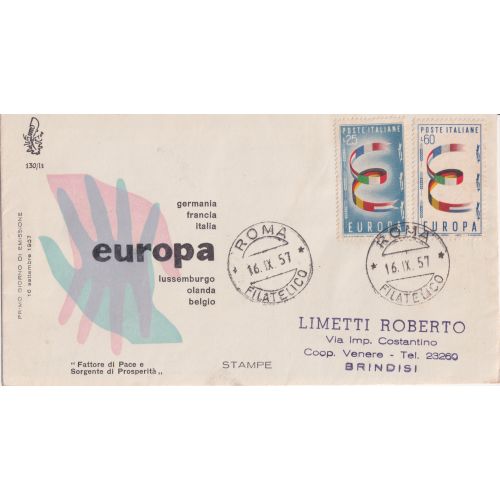 130/it
PRIMO GIORNO DI EMISSIONE
16 settembre 1957
germania
francia
italia
europa
lussemburgo
olanda
belgio
"Fattore di Pace e
Sorgente di Prosperità"
STAMPE
POSTE ITALIANE
£25
EUROPA
POSTE ITALIANE
£60
EUROPA
ROMA
16.IX.57
FILATELICO
ROMA
16.IX.57
FILATELICO
LIMETTI ROBERTO
Via Imp. Costantino
Coop. Venere - Tel. 23260
BRINDISI